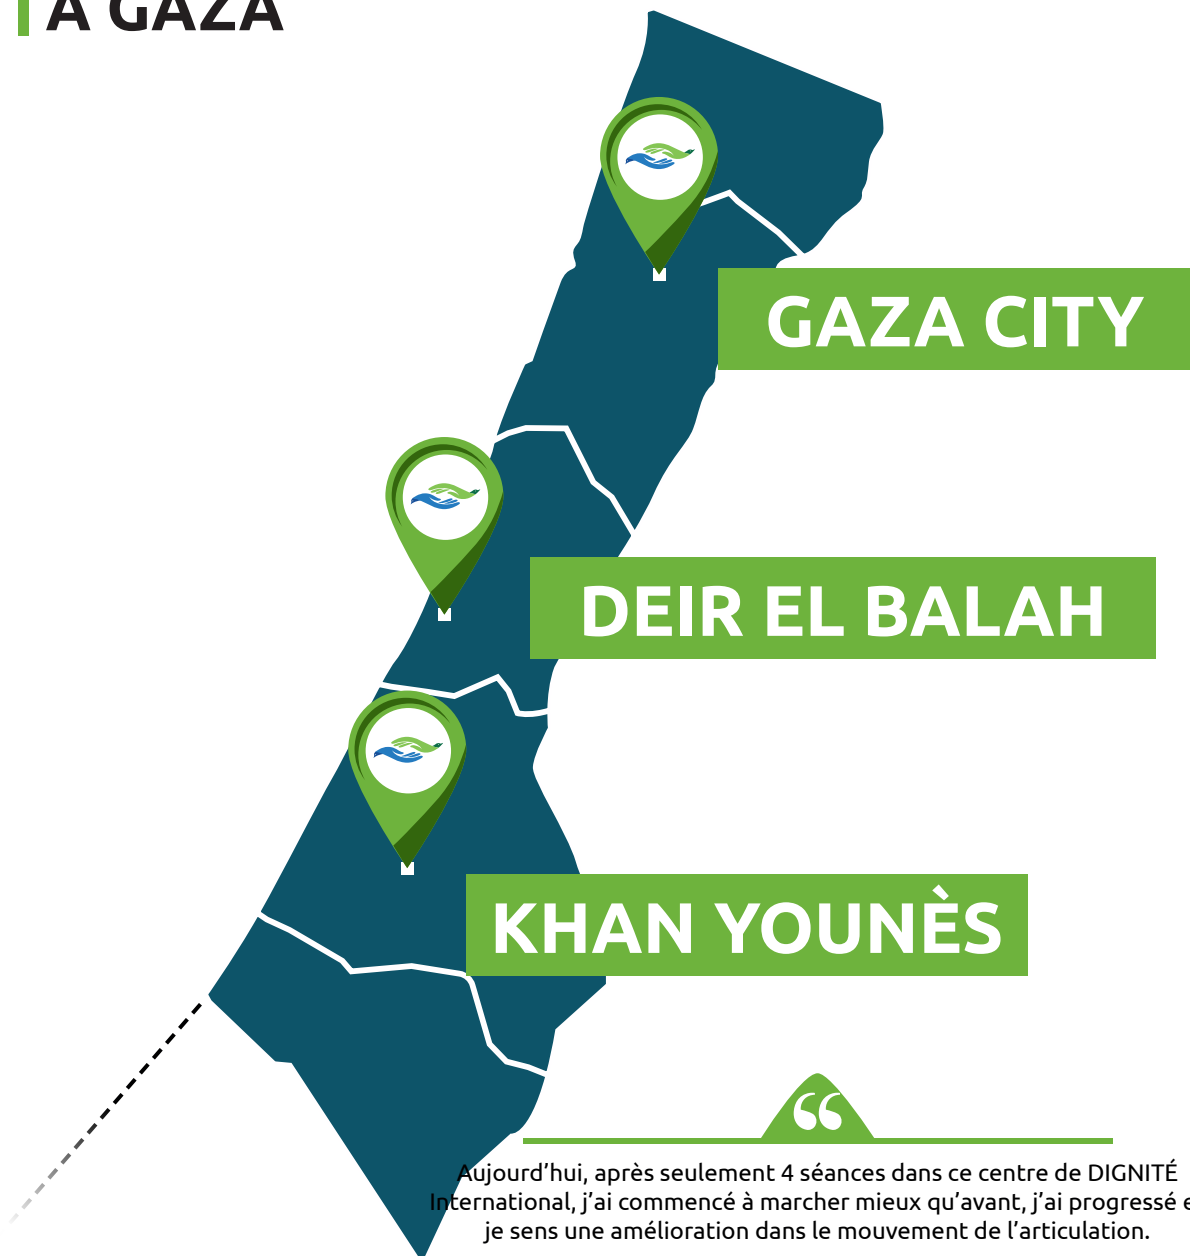 À GAZA
GAZA CITY
DEIR EL BALAH
KHAN YOUNÈS
“
Aujourd’hui, après seulement 4 séances dans ce centre de DIGNITÉ
International, j’ai commencé à marcher mieux qu’avant, j’ai progressé e
je sens une amélioration dans le mouvement de l’articulation.